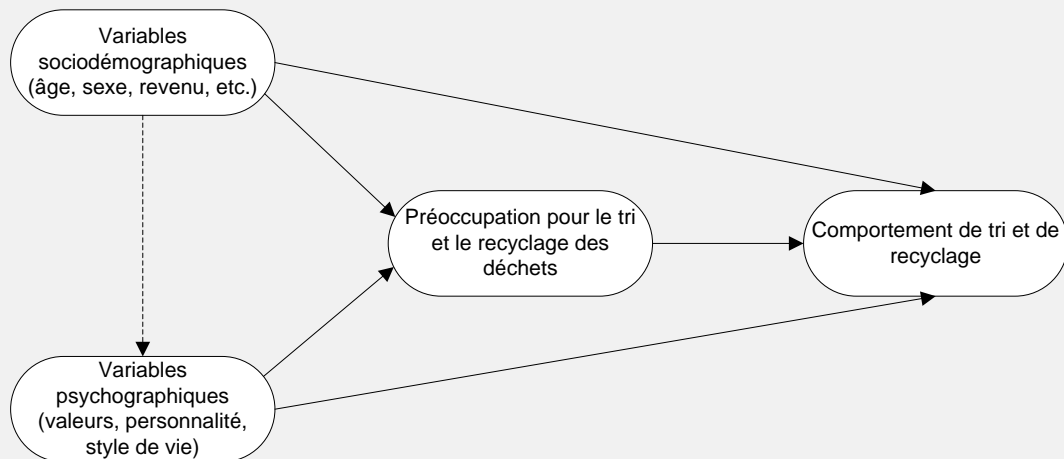 Variables
sociodémographiques
(âge, sexe, revenu, etc.)
Préoccupation pour le tri
et le recyclage des
déchets
Comportement de tri et de
recyclage
Variables
psychographiques
(valeurs, personnalité,
style de vie)